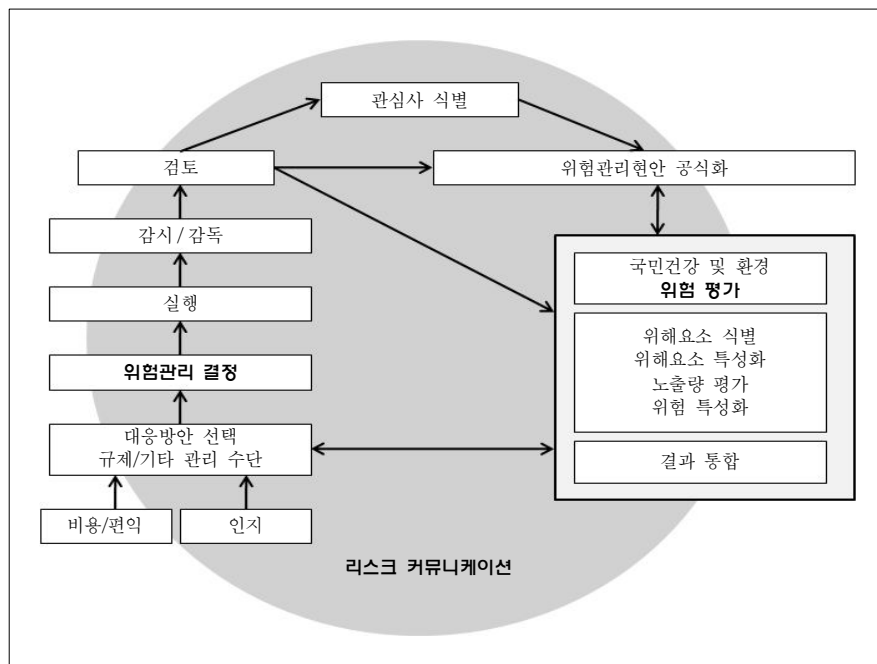 관심사 식별
검토
위험관리현안 공식화
감시/감독
국민건강 및 환경
위험 평가
실행
위해요소 식별
위해요소 특성화
노출량 평가
위험 특성화
위험관리 결정
대응방안 선택
규제/기타 관리 수단
결과 통합
비용/편익
인지
리스크 커뮤니케이션